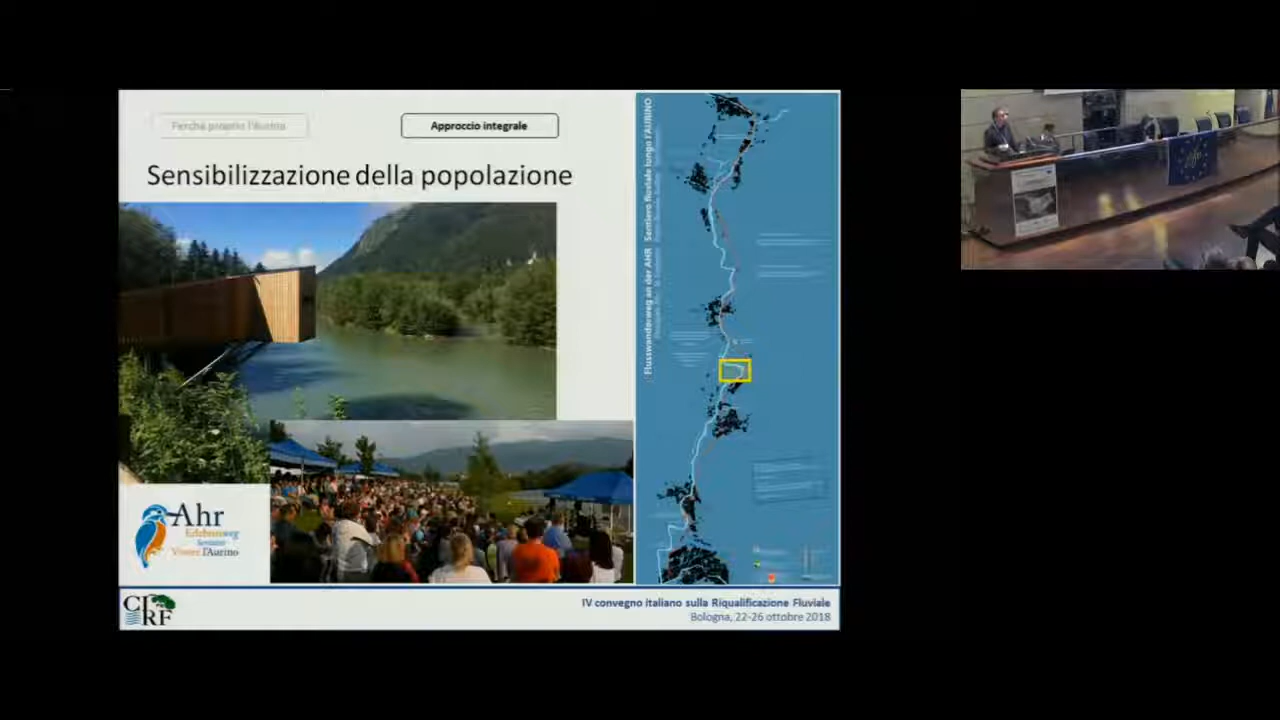 Perché proprio l'Aurino
Approccio integrale
Sensibilizzazione della popolazione
Flusswanderweg an der AHR Sentiero fluviale lungo l'AURINO
Ahr
Erlebnisweg
Sentiero
Vivere l'Aurino
CIRF
IV convegno italiano sulla Riqualificazione Fluviale
Bologna, 22-26 ottobre 2018